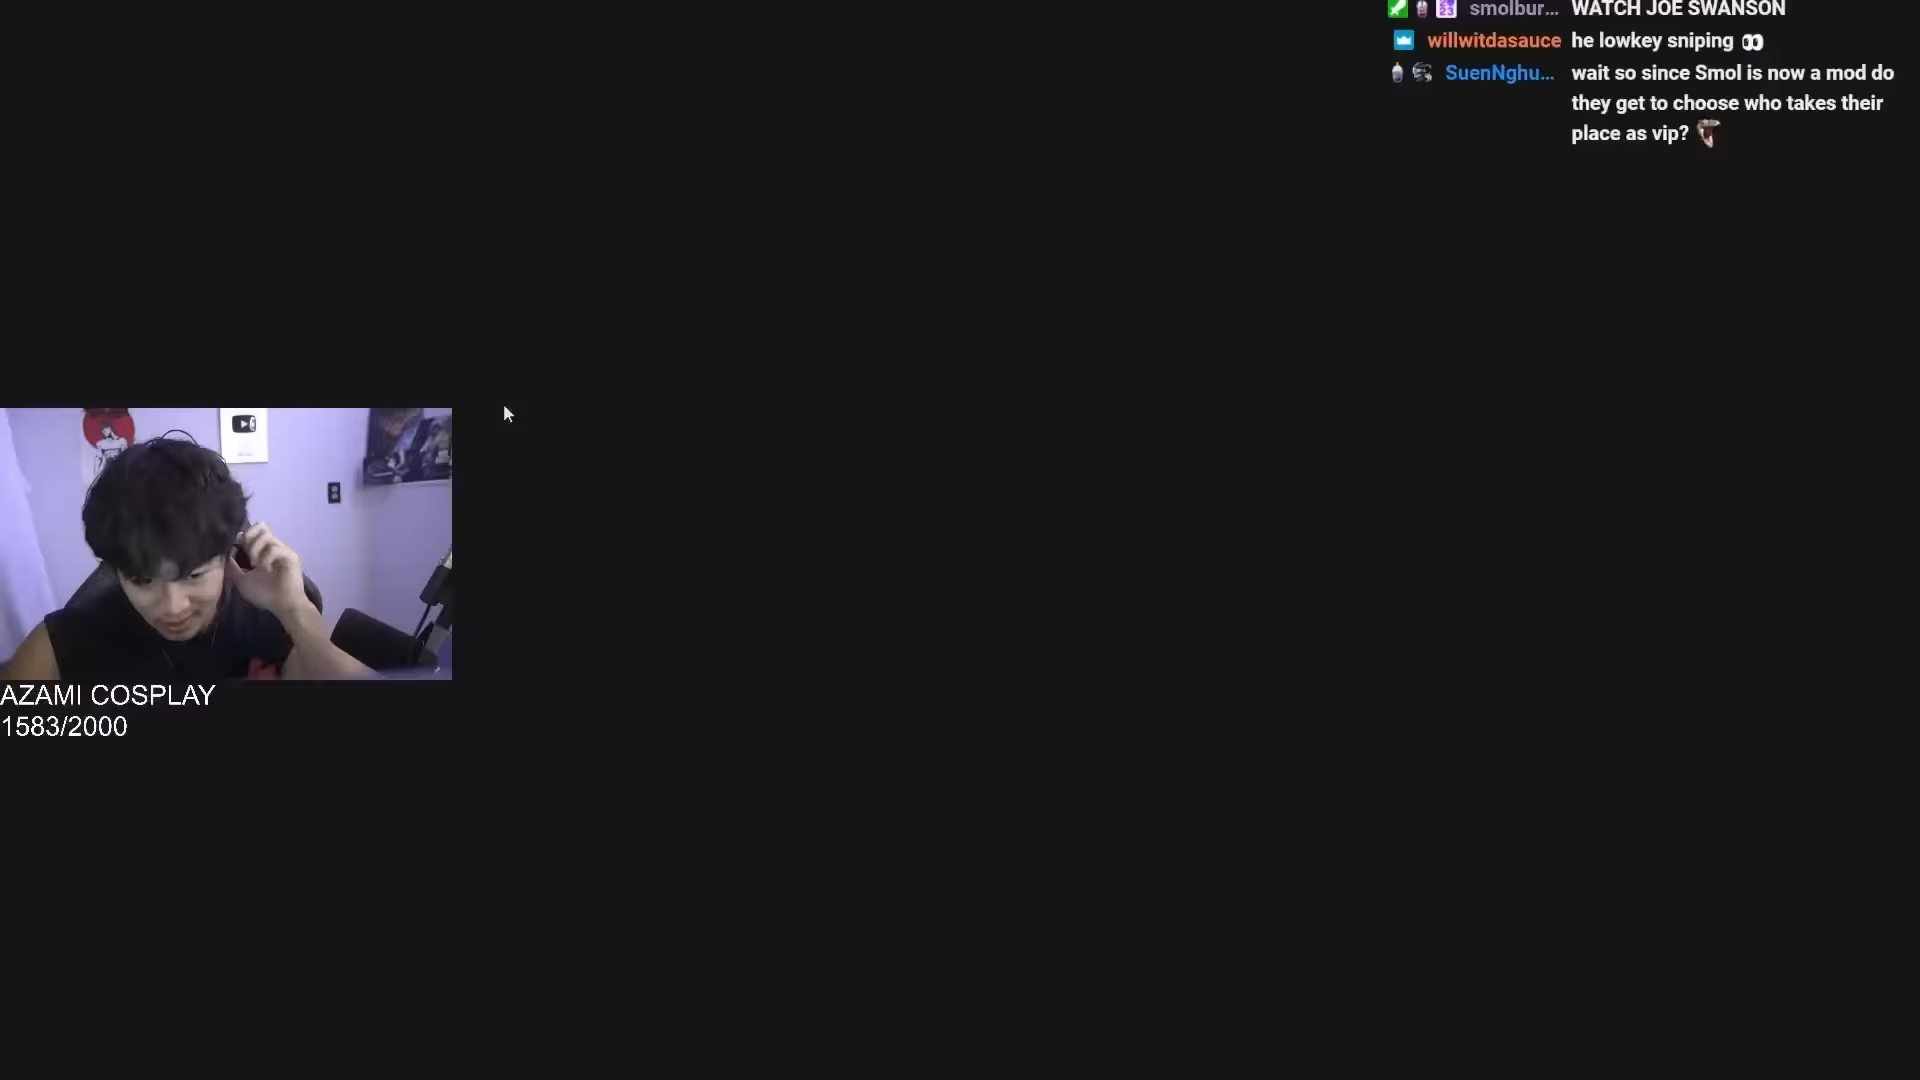 smolbur... WATCH JOE SWANSON
willwitdasauce he lowkey sniping
SuenNghu... wait so since Smol is now a mod do
they get to choose who takes their
place as vip?
AZAMI COSPLAY
1583/2000